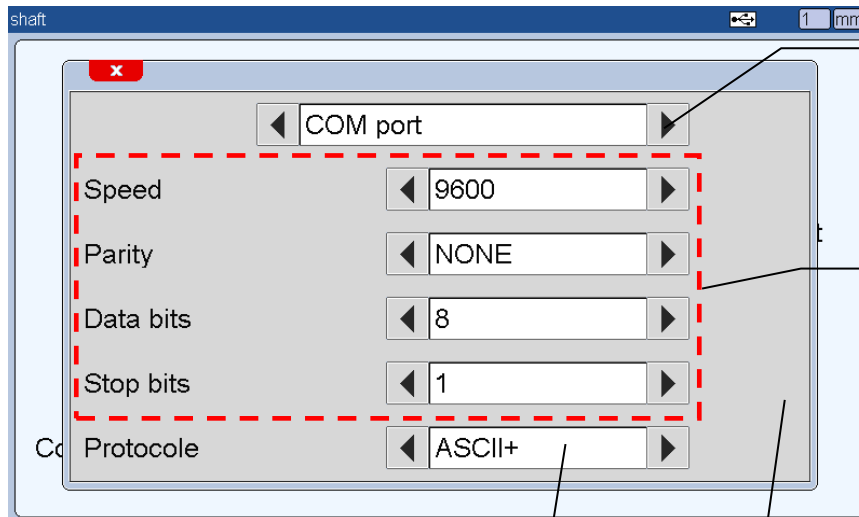 shaft 1 mm
x
COM port
Speed 9600
Parity NONE
Data bits 8
Stop bits 1
Protocole ASCII+